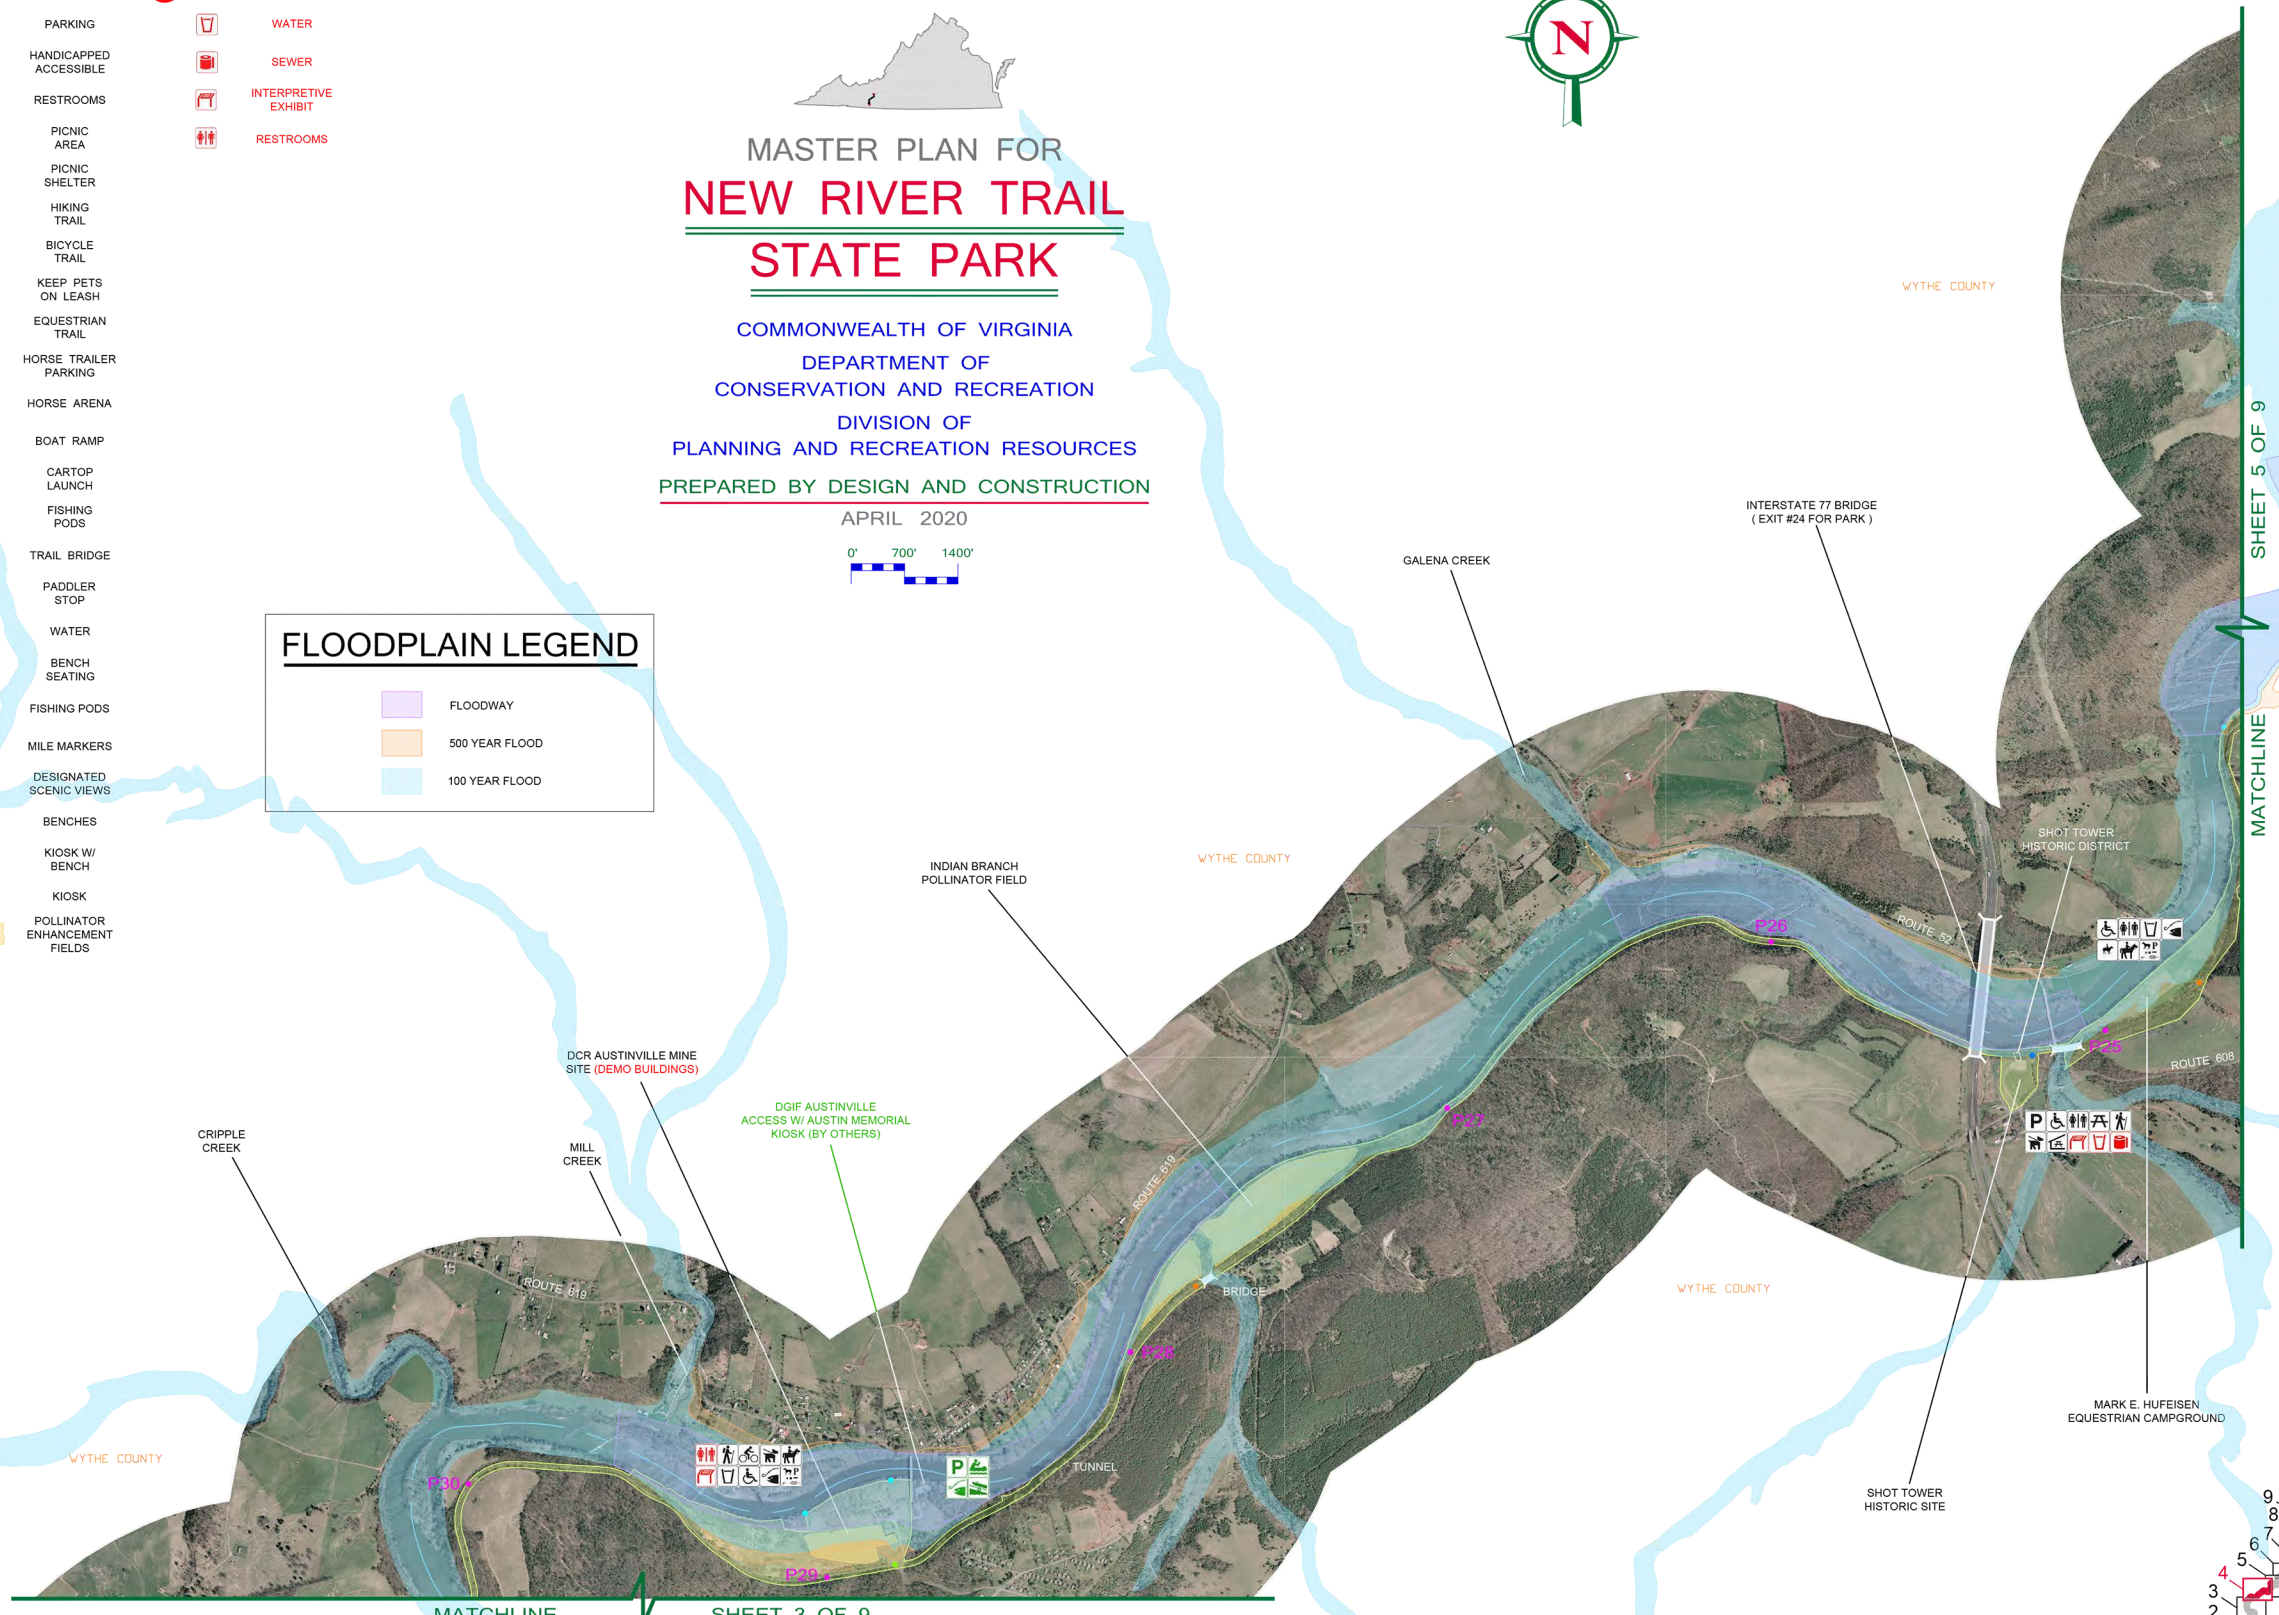 PARKING
HANDICAPPED
ACCESSIBLE
RESTROOMS
PICNIC
AREA
PICNIC
SHELTER
HIKING
TRAIL
BICYCLE
TRAIL
KEEP PETS
ON LEASH
EQUESTRIAN
TRAIL
HORSE TRAILER
PARKING
HORSE ARENA
BOAT RAMP
CARTOP
LAUNCH
FISHING
PODS
TRAIL BRIDGE
PADDLER
STOP
WATER
BENCH
SEATING
FISHING PODS
MILE MARKERS
DESIGNATED
SCENIC VIEWS
BENCHES
KIOSK W/
BENCH
KIOSK
POLLINATOR
ENHANCEMENT
FIELDS
WATER
SEWER
INTERPRETIVE
EXHIBIT
RESTROOMS
MASTER PLAN FOR
NEW RIVER TRAIL
STATE PARK
COMMONWEALTH OF VIRGINIA
DEPARTMENT OF
CONSERVATION AND RECREATION
DIVISION OF
PLANNING AND RECREATION RESOURCES
PREPARED BY DESIGN AND CONSTRUCTION
APRIL 2020
0' 700' 1400'
N
FLOODPLAIN LEGEND
FLOODWAY
500 YEAR FLOOD
100 YEAR FLOOD
WYTHE COUNTY
SHEET 5 OF 9
MATCHLINE
INTERSTATE 77 BRIDGE
( EXIT #24 FOR PARK )
GALENA CREEK
SHOT TOWER
HISTORIC DISTRICT
WYTHE COUNTY
INDIAN BRANCH
POLLINATOR FIELD
P26
ROUTE 52
P25
ROUTE 608
P
P27
DCR AUSTINVILLE MINE
SITE (DEMO BUILDINGS)
DGIF AUSTINVILLE
ACCESS W/ AUSTIN MEMORIAL
KIOSK (BY OTHERS)
CRIPPLE
CREEK
MILL
CREEK
ROUTE 619
ROUTE 619
BRIDGE
WYTHE COUNTY
P28
MARK E. HUFEISEN
EQUESTRIAN CAMPGROUND
WYTHE COUNTY
P30
P
TUNNEL
SHOT TOWER
HISTORIC SITE
P29
MATCHLINE
SHEET 3 OF 9
9
8
7
6
5
4
3
2